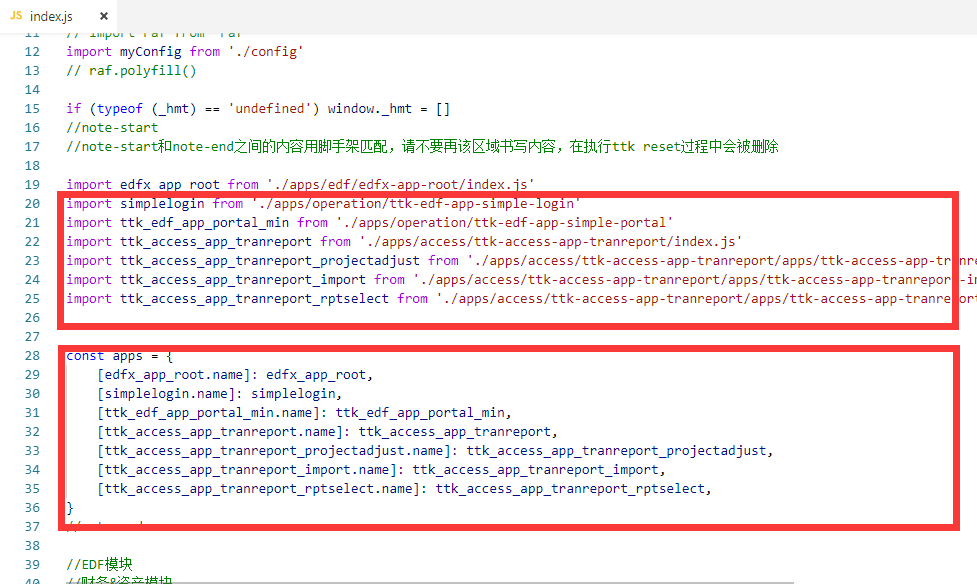 JS index.js ×
11 // import raf from 'raf'
12 import myConfig from './config'
13 // raf.polyfill()
14
15 if (typeof (_hmt) == 'undefined') window._hmt = []
16 //note-start
17 //note-start和note-end之间的内容用脚手架匹配，请不要再该区域书写内容，在执行ttk reset过程中会被删除
18
19 import edfx_app_root from './apps/edf/edfx-app-root/index.js'
20 import simplelogin from './apps/operation/ttk-edf-app-simple-login'
21 import ttk_edf_app_portal_min from './apps/operation/ttk-edf-app-simple-portal'
22 import ttk_access_app_tranreport from './apps/access/ttk-access-app-tranreport/index.js'
23 import ttk_access_app_tranreport_projectadjust from './apps/access/ttk-access-app-tranreport/apps/ttk-access-app-tranre
24 import ttk_access_app_tranreport_import from './apps/access/ttk-access-app-tranreport/apps/ttk-access-app-tranreport-im
25 import ttk_access_app_tranreport_rptselect from './apps/access/ttk-access-app-tranreport/apps/ttk-access-app-tranreport
26
27
28 const apps = {
29 [edfx_app_root.name]: edfx_app_root,
30 [simplelogin.name]: simplelogin,
31 [ttk_edf_app_portal_min.name]: ttk_edf_app_portal_min,
32 [ttk_access_app_tranreport.name]: ttk_access_app_tranreport,
33 [ttk_access_app_tranreport_projectadjust.name]: ttk_access_app_tranreport_projectadjust,
34 [ttk_access_app_tranreport_import.name]: ttk_access_app_tranreport_import,
35 [ttk_access_app_tranreport_rptselect.name]: ttk_access_app_tranreport_rptselect,
36 }
37
38
39 //EDF模块
40 //财务&资产模块